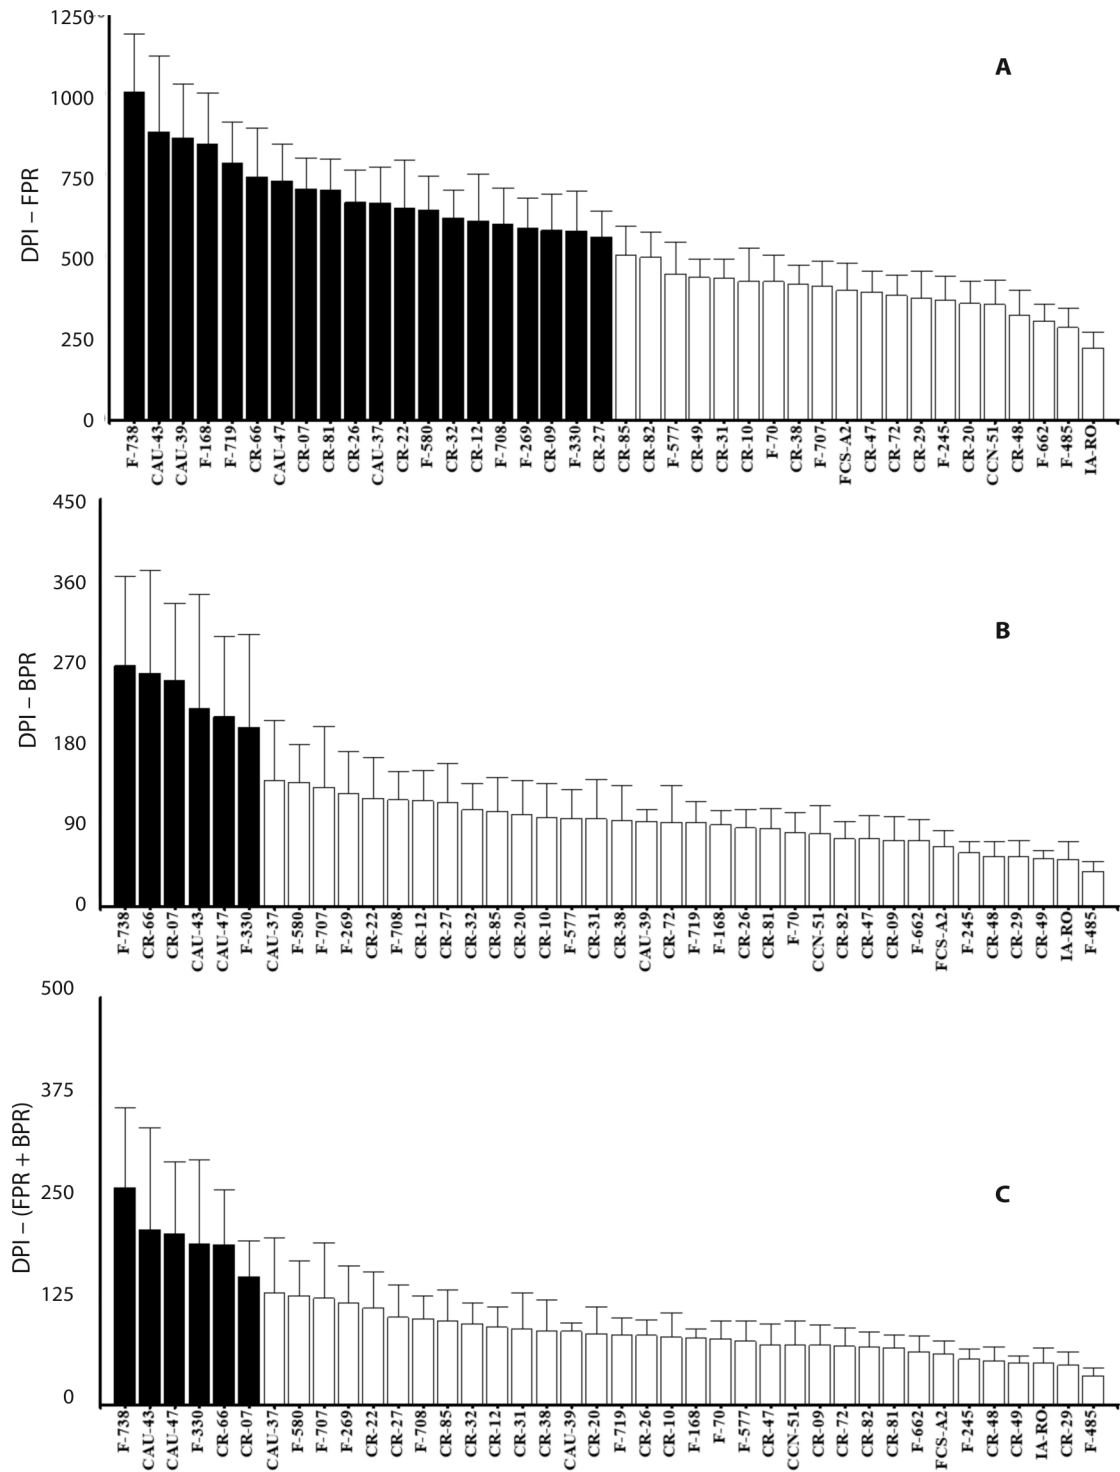 A
DPI – FPR
1250
1000
750
500
250
0
F-738 CAU-43 CAU-39 F-168 F-719 CR-66 CAU-47 CR-07 CR-81 CR-26 CAU-37 CR-22 F-580 CR-32 CR-12 F-708 F-269 CR-09 F-330 CR-27 CR-85 CR-82 F-577 CR-49 CR-31 CR-10 F-70 CR-38 F-707 FCS-A2 CR-47 CR-72 CR-29 F-245 CR-20 CCN-51 CR-48 F-662 F-485 IA-RO
B
DPI – BPR
450
360
270
180
90
0
F-738 CR-66 CR-07 CAU-43 CAU-47 F-330 CAU-37 F-580 F-707 F-269 CR-22 F-708 CR-12 CR-27 CR-32 CR-85 CR-20 CR-10 F-577 CR-31 CR-38 CAU-39 CR-72 F-719 F-168 CR-26 CR-81 F-70 CCN-51 CR-82 CR-47 CR-09 F-662 FCS-A2 F-245 CR-48 CR-29 CR-49 IA-RO F-485
C
DPI – (FPR + BPR)
500
375
250
125
0
F-738 CAU-43 CAU-47 F-330 CR-66 CR-07 CAU-37 F-580 F-707 F-269 CR-22 CR-27 F-708 CR-85 CR-32 CR-12 CR-31 CR-38 CAU-39 CR-20 F-719 CR-26 CR-10 F-168 F-70 F-577 CR-47 CCN-51 CR-09 CR-72 CR-82 CR-81 F-662 FCS-A2 F-245 CR-48 CR-49 IA-RO CR-29 F-485